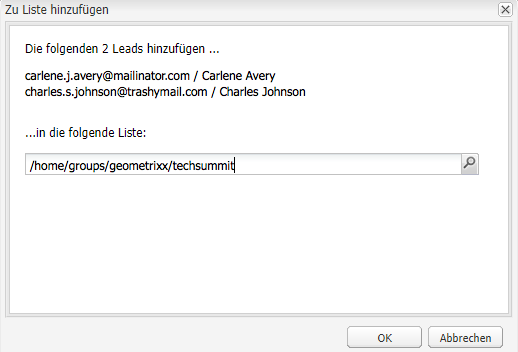 Zu Liste hinzufügen
Die folgenden 2 Leads hinzufügen ...
carlene.j.avery@mailinator.com / Carlene Avery
charles.s.johnson@trashymail.com / Charles Johnson
...in die folgende Liste:
/home/groups/geometrixx/techsummit
OK Abbrechen